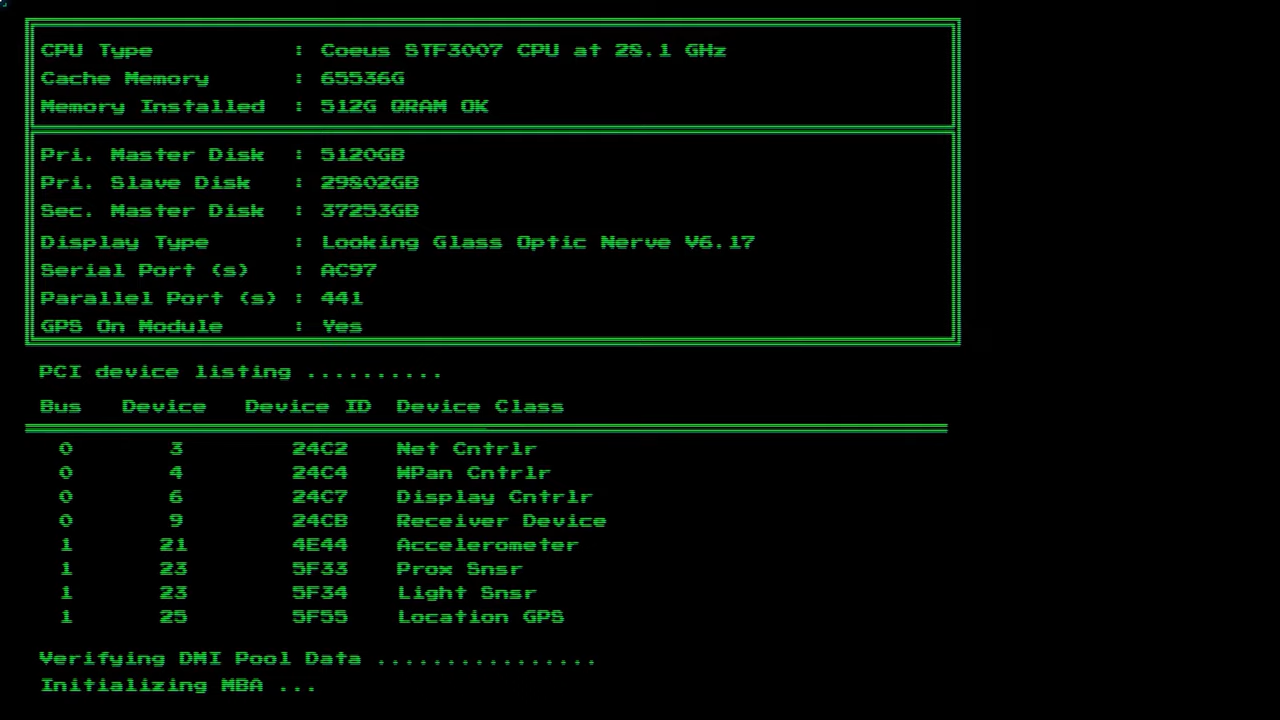 CPU Type : Coeus STF3007 CPU at 28.1 GHz
Cache Memory : 65536G
Memory Installed : 512G QRAM OK
Pri. Master Disk : 5120GB
Pri. Slave Disk : 29802GB
Sec. Master Disk : 37253GB
Display Type : Looking Glass Optic Nerve V6.17
Serial Port (s) : AC97
Parallel Port (s) : 441
GPS On Module : Yes
PCI device listing ..........
Bus Device Device ID Device Class
0 3 24C2 Net Cntrlr
0 4 24C4 WPan Cntrlr
0 6 24C7 Display Cntrlr
0 9 24CB Receiver Device
1 21 4E44 Accelerometer
1 23 5F33 Prox Snsr
1 23 5F34 Light Snsr
1 25 5F55 Location GPS
Verifying DMI Pool Data ................
Initializing MBA ...